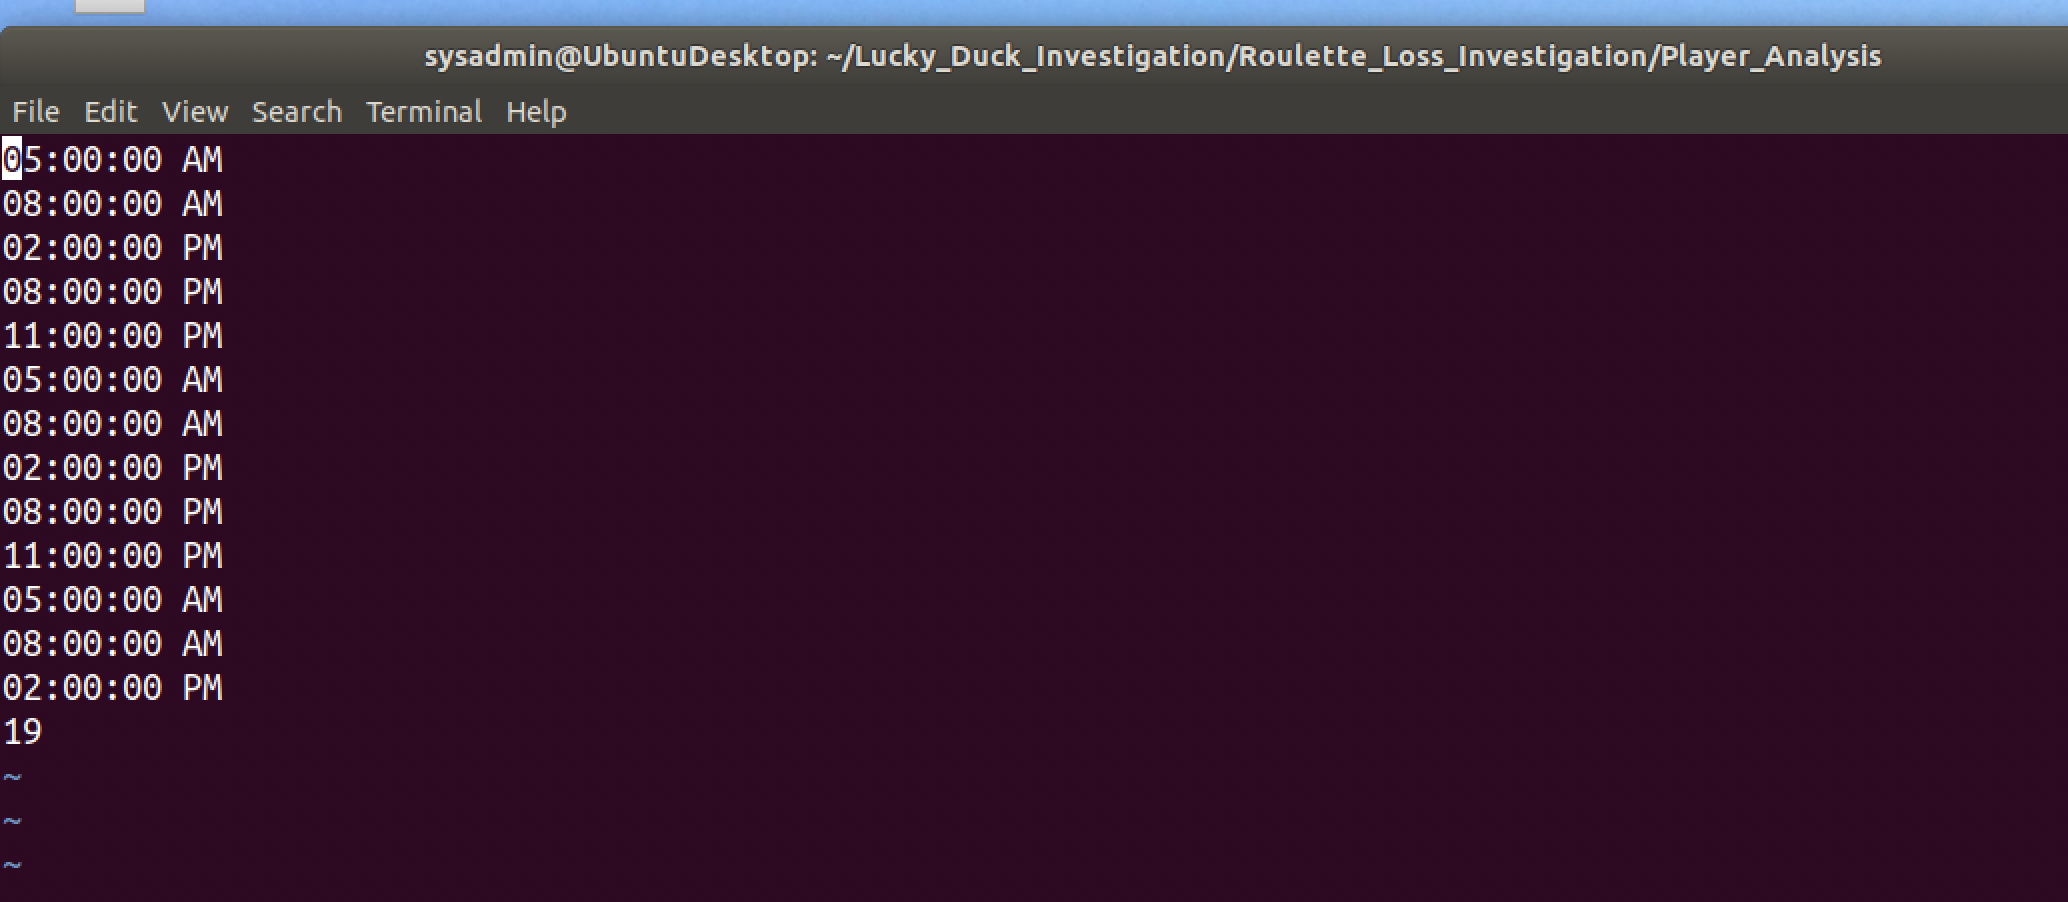 sysadmin@UbuntuDesktop: ~/Lucky_Duck_Investigation/Roulette_Loss_Investigation/Player_Analysis
File Edit View Search Terminal Help
05:00:00 AM
08:00:00 AM
02:00:00 PM
08:00:00 PM
11:00:00 PM
05:00:00 AM
08:00:00 AM
02:00:00 PM
08:00:00 PM
11:00:00 PM
05:00:00 AM
08:00:00 AM
02:00:00 PM
19
~
~
~